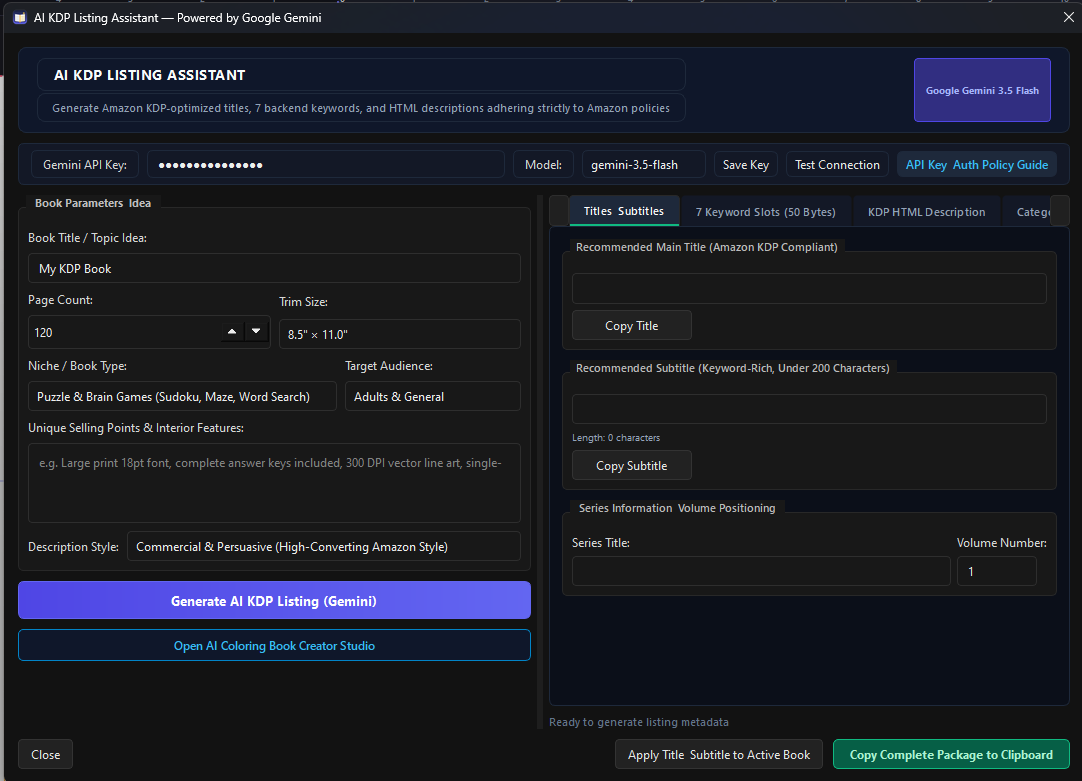 AI KDP Listing Assistant — Powered by Google Gemini
AI KDP LISTING ASSISTANT
Generate Amazon KDP-optimized titles, 7 backend keywords, and HTML descriptions adhering strictly to Amazon policies
Google Gemini 3.5 Flash
Gemini API Key:
●●●●●●●●●●●●●●●
Model:
gemini-3.5-flash
Save Key
Test Connection
API Key Auth Policy Guide
Book Parameters Idea
Book Title / Topic Idea:
My KDP Book
Page Count:
Trim Size:
120
8.5" × 11.0"
Niche / Book Type:
Target Audience:
Puzzle & Brain Games (Sudoku, Maze, Word Search)
Adults & General
Unique Selling Points & Interior Features:
e.g. Large print 18pt font, complete answer keys included, 300 DPI vector line art, single-
Description Style:
Commercial & Persuasive (High-Converting Amazon Style)
Generate AI KDP Listing (Gemini)
Open AI Coloring Book Creator Studio
Titles Subtitles
7 Keyword Slots (50 Bytes)
KDP HTML Description
Categ
Recommended Main Title (Amazon KDP Compliant)
Copy Title
Recommended Subtitle (Keyword-Rich, Under 200 Characters)
Length: 0 characters
Copy Subtitle
Series Information Volume Positioning
Series Title:
Volume Number:
1
Ready to generate listing metadata
Close
Apply Title Subtitle to Active Book
Copy Complete Package to Clipboard